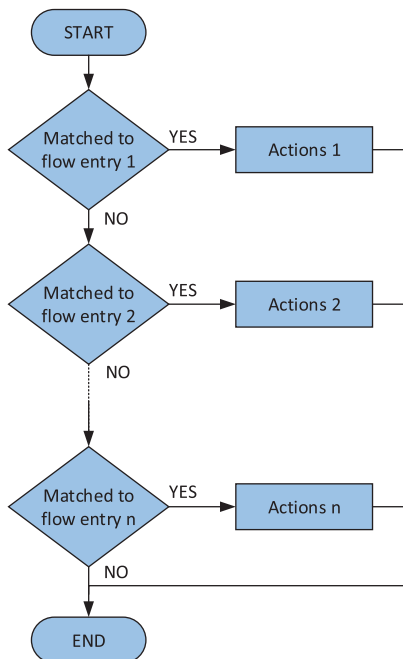 START
Matched to
flow entry 1
YES
Actions 1
NO
Matched to
flow entry 2
YES
Actions 2
NO
Matched to
flow entry n
YES
Actions n
NO
END